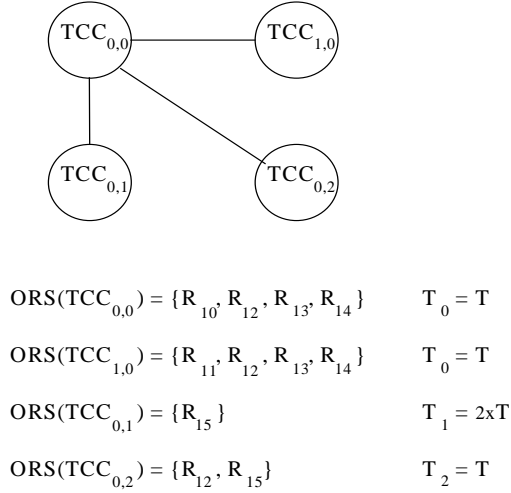 TCC0,0 TCC1,0
TCC0,1 TCC0,2
ORS(TCC0,0) = {R10, R12, R13, R14} T0 = T
ORS(TCC1,0) = {R11, R12, R13, R14} T0 = T
ORS(TCC0,1) = {R15} T1 = 2xT
ORS(TCC0,2) = {R12, R15} T2 = T